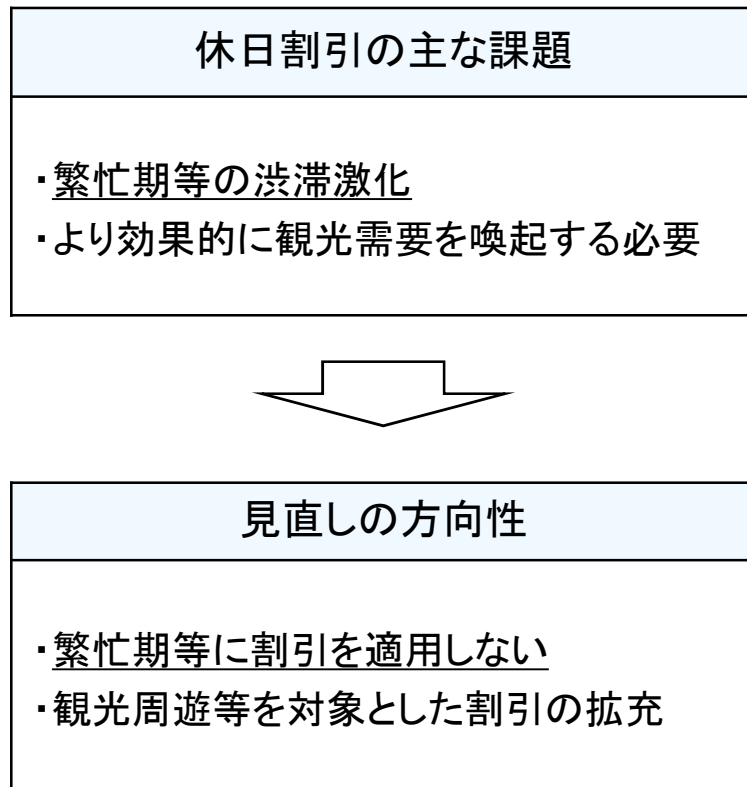 休日割引の主な課題
・繁忙期等の渋滞激化
・より効果的に観光需要を喚起する必要
見直しの方向性
・繁忙期等に割引を適用しない
・観光周遊等を対象とした割引の拡充